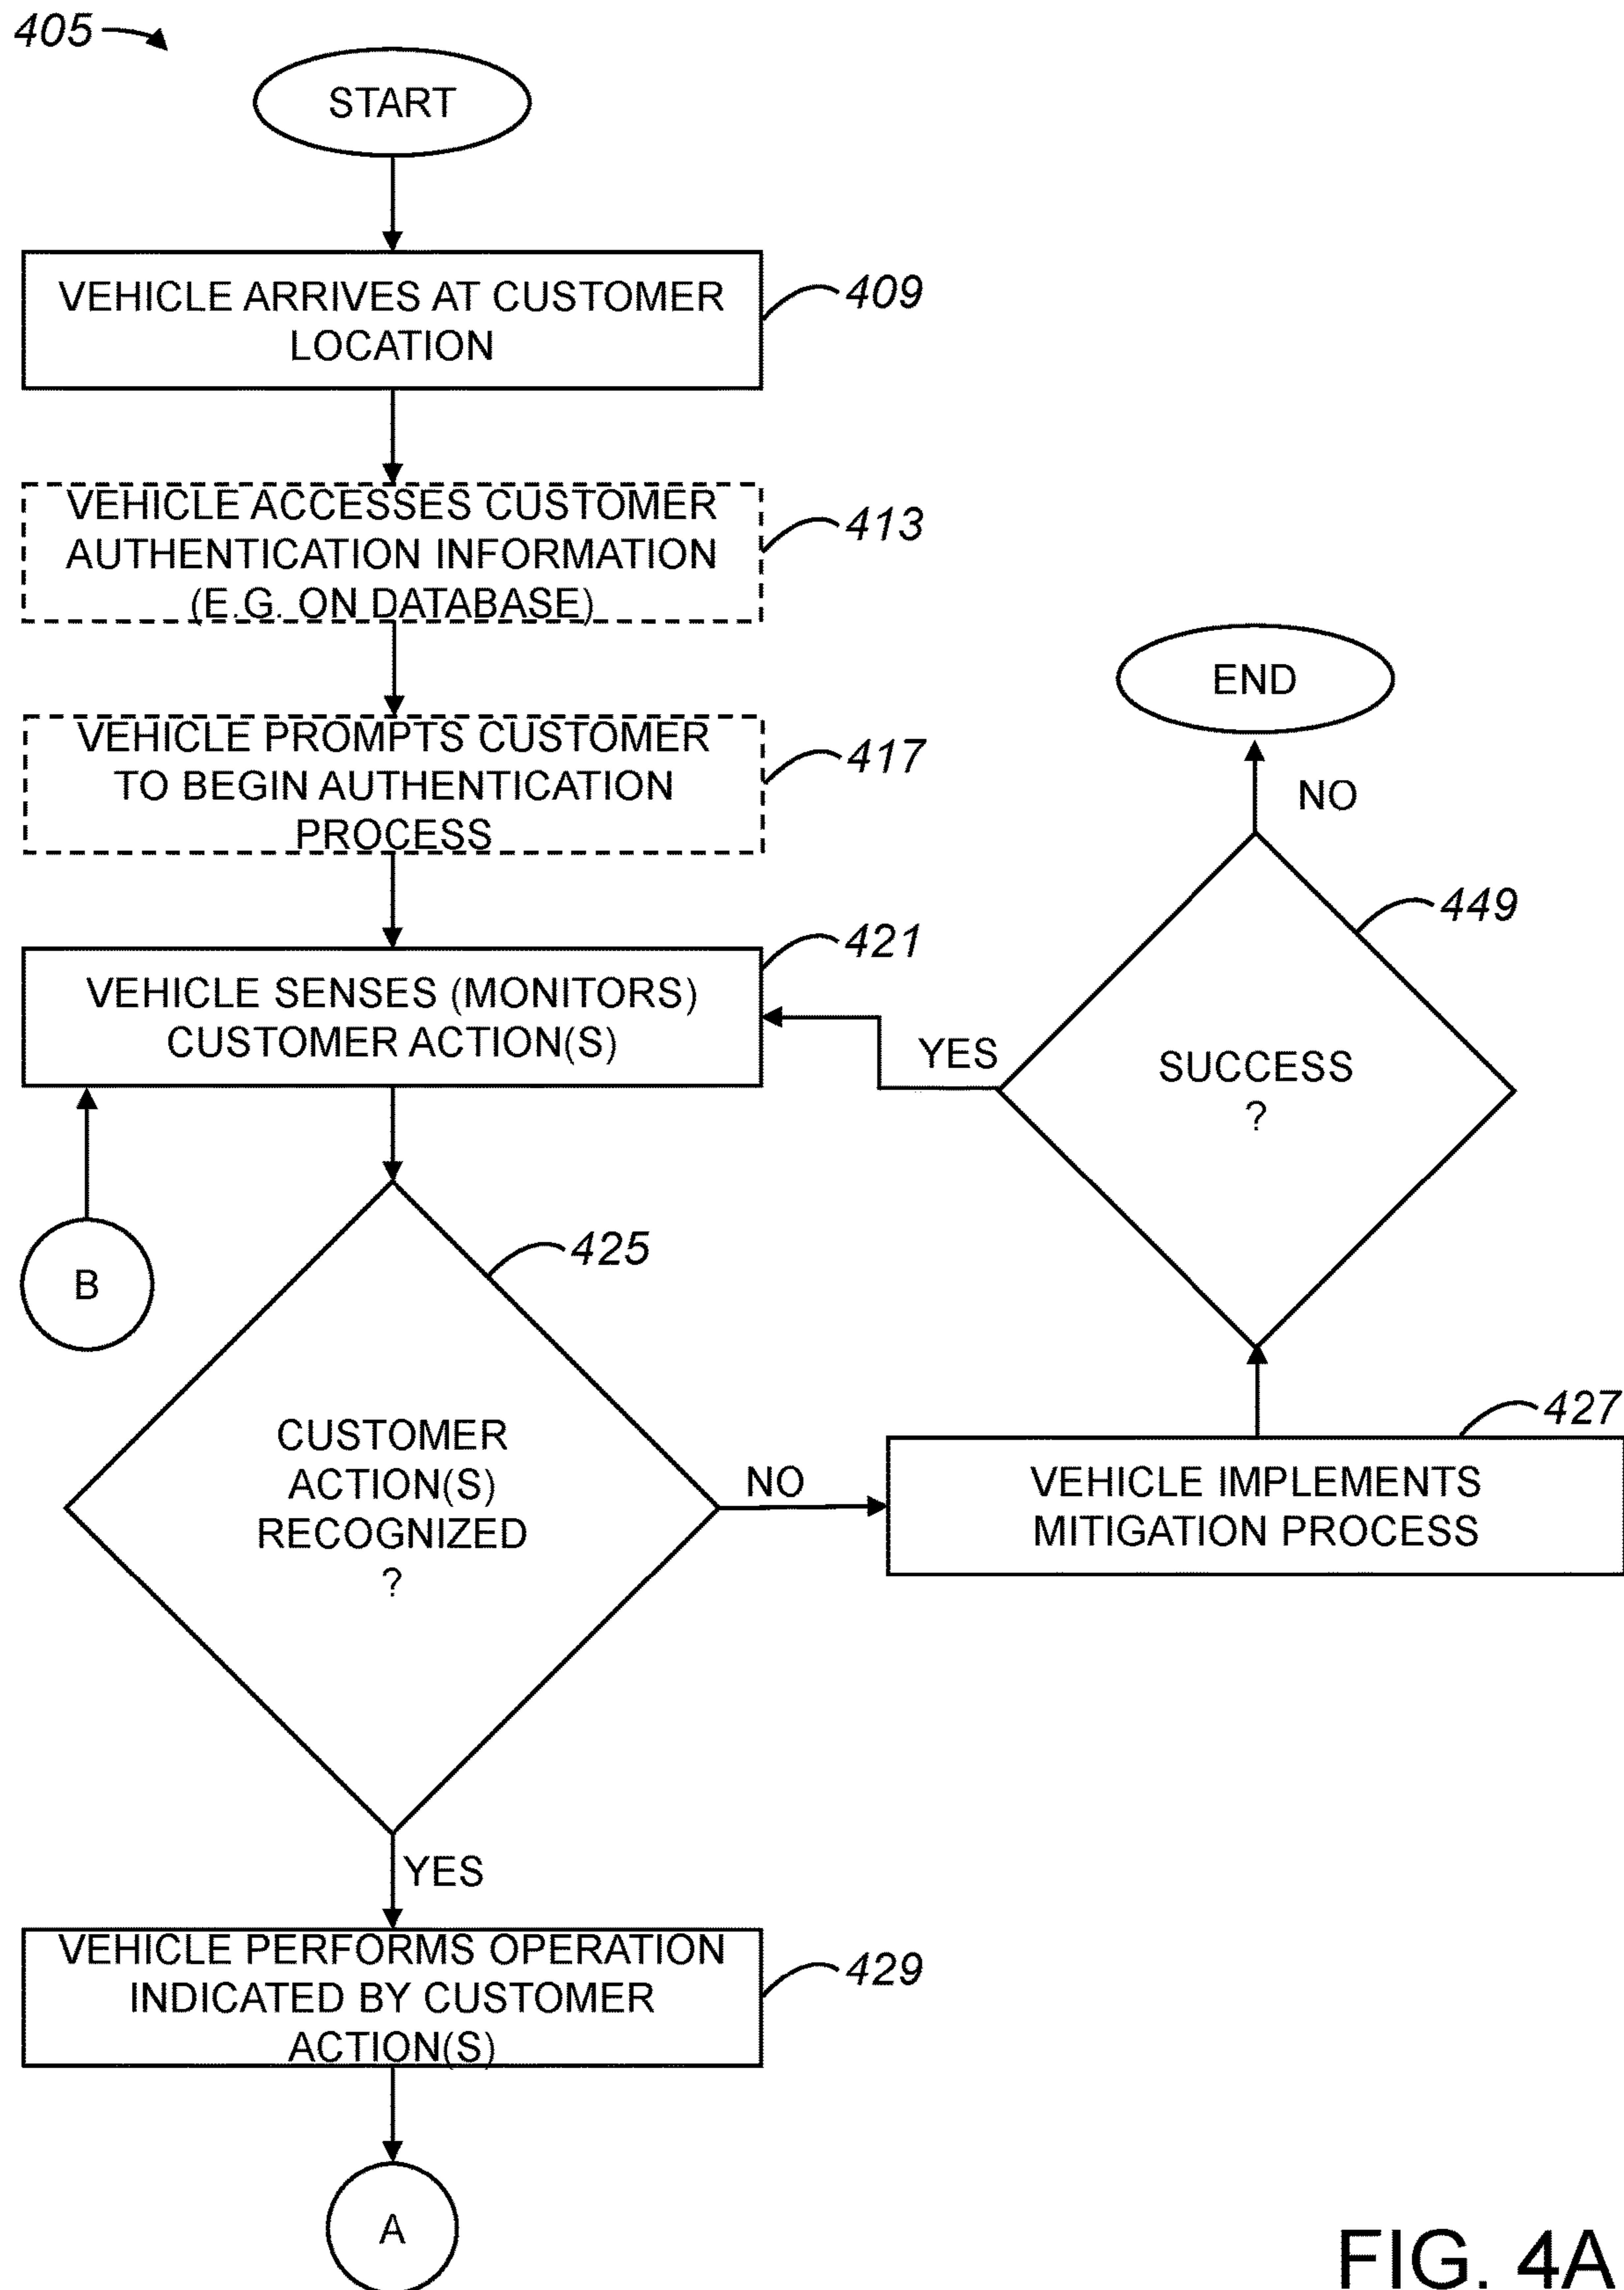 405
START
VEHICLE ARRIVES AT CUSTOMER
LOCATION
409
VEHICLE ACCESSES CUSTOMER
AUTHENTICATION INFORMATION
(E.G. ON DATABASE)
413
VEHICLE PROMPTS CUSTOMER
TO BEGIN AUTHENTICATION
PROCESS
417
VEHICLE SENSES (MONITORS)
CUSTOMER ACTION(S)
421
B
CUSTOMER
ACTION(S)
RECOGNIZED
?
425
NO
VEHICLE IMPLEMENTS
MITIGATION PROCESS
427
SUCCESS
?
449
YES
NO
END
YES
VEHICLE PERFORMS OPERATION
INDICATED BY CUSTOMER
ACTION(S)
429
A
FIG. 4A